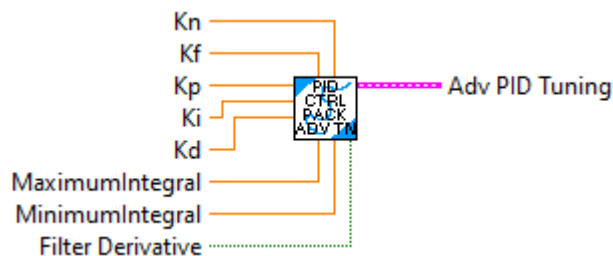 Kn
Kf
Kp
Ki
Kd
MaximumIntegral
MinimumIntegral
Filter Derivative
PID
CTRL
PACK
ADV TN
Adv PID Tuning